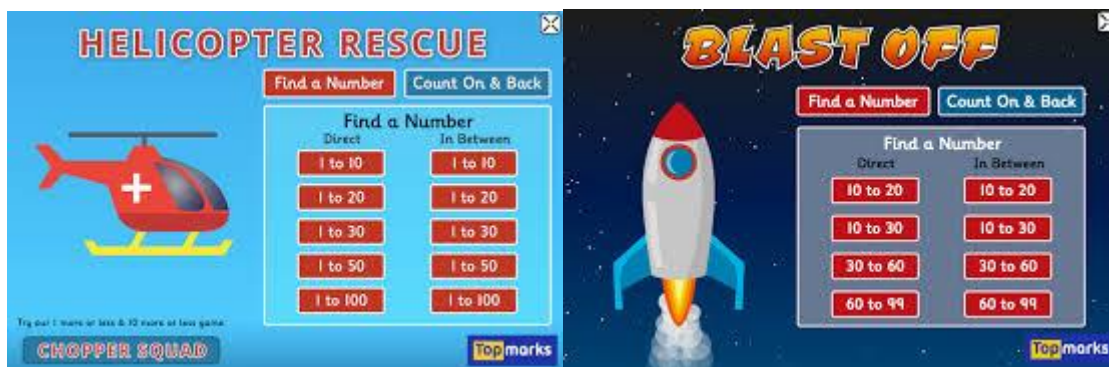 HELICOPTER RESCUE
Find a Number Count On & Back
Find a Number
Direct In Between
1 to 10 1 to 10
1 to 20 1 to 20
1 to 30 1 to 30
1 to 50 1 to 50
1 to 100 1 to 100
Try our 1 more or less & 10 more or less game:
CHOPPER SQUAD
Topmarks
BLAST OFF
Find a Number Count On & Back
Find a Number
Direct In Between
10 to 20 10 to 20
10 to 30 10 to 30
30 to 60 30 to 60
60 to 99 60 to 99
Topmarks